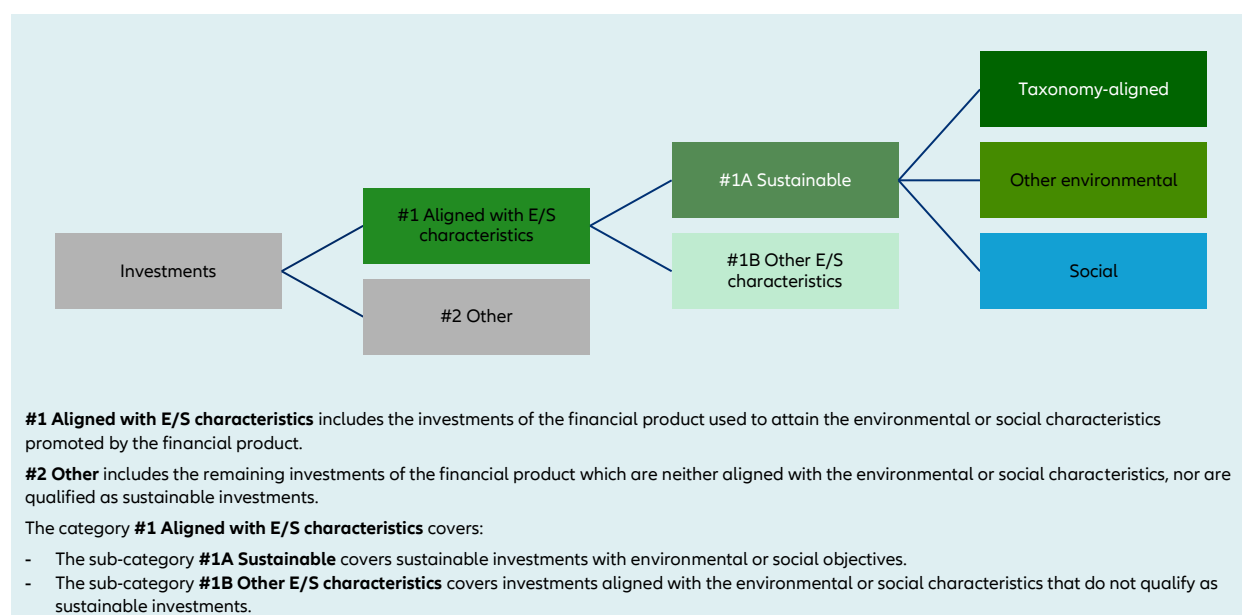 Taxonomy-aligned
#1A Sustainable
Other environmental
#1 Aligned with E/S
characteristics
Investments
#1B Other E/S
characteristics
Social
#2 Other
#1 Aligned with E/S characteristics includes the investments of the financial product used to attain the environmental or social characteristics
promoted by the financial product.
#2 Other includes the remaining investments of the financial product which are neither aligned with the environmental or social characteristics, nor are
qualified as sustainable investments.
The category #1 Aligned with E/S characteristics covers:
- The sub-category #1A Sustainable covers sustainable investments with environmental or social objectives.
- The sub-category #1B Other E/S characteristics covers investments aligned with the environmental or social characteristics that do not qualify as
sustainable investments.